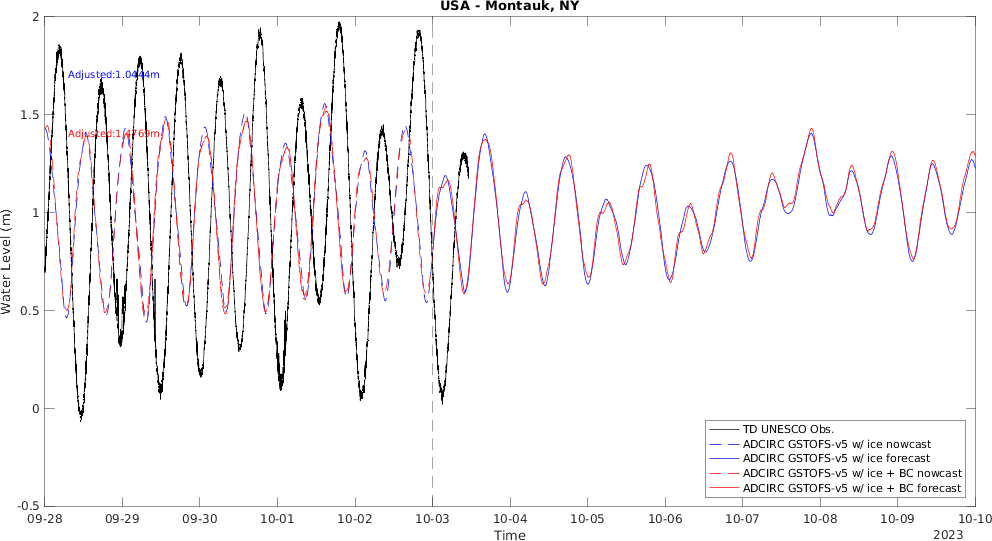 USA - Montauk, NY
2
1.5
1
0.5
0
-0.5
Water Level (m)
Adjusted:1.0444m
Adjusted:1.4769m
TD UNESCO Obs.
ADCIRC GSTOFS-v5 w/ ice nowcast
ADCIRC GSTOFS-v5 w/ ice forecast
ADCIRC GSTOFS-v5 w/ ice + BC nowcast
ADCIRC GSTOFS-v5 w/ ice + BC forecast
09-28 09-29 09-30 10-01 10-02 10-03 10-04 10-05 10-06 10-07 10-08 10-09 10-10
Time
2023